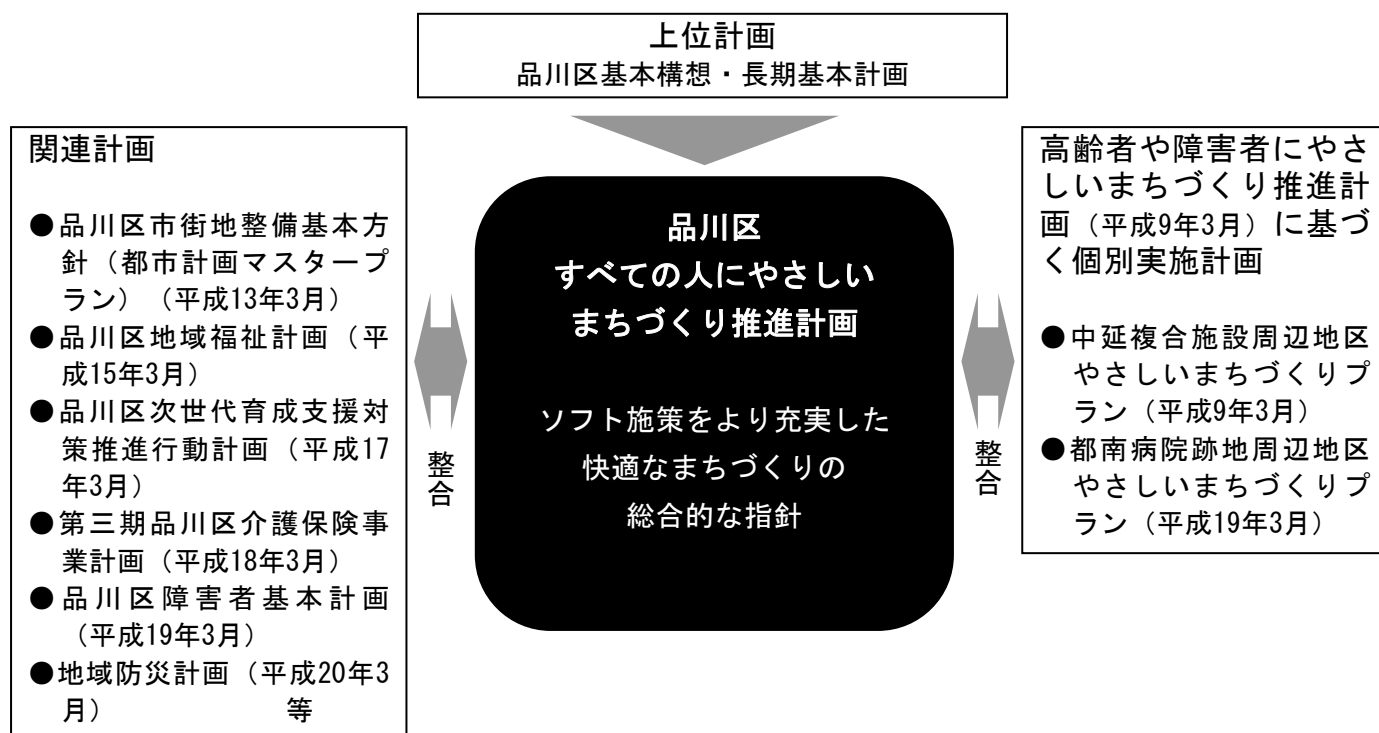 上位計画
品川区基本構想・長期基本計画
関連計画
●品川区市街地整備基本方
針（都市計画マスタープ
ラン）（平成13年3月）
●品川区地域福祉計画（平
成15年3月）
●品川区次世代育成支援対
策推進行動計画（平成17
年3月）
●第三期品川区介護保険事
業計画（平成18年3月）
●品川区障害者基本計画
（平成19年3月）
●地域防災計画（平成20年3
月） 等
整合
品川区
すべての人にやさしい
まちづくり推進計画
ソフト施策をより充実した
快適なまちづくりの
総合的な指針
整合
高齢者や障害者にやさ
しいまちづくり推進計
画（平成9年3月）に基づ
く個別実施計画
●中延複合施設周辺地区
やさしいまちづくりプ
ラン（平成9年3月）
●都南病院跡地周辺地区
やさしいまちづくりプ
ラン（平成19年3月）